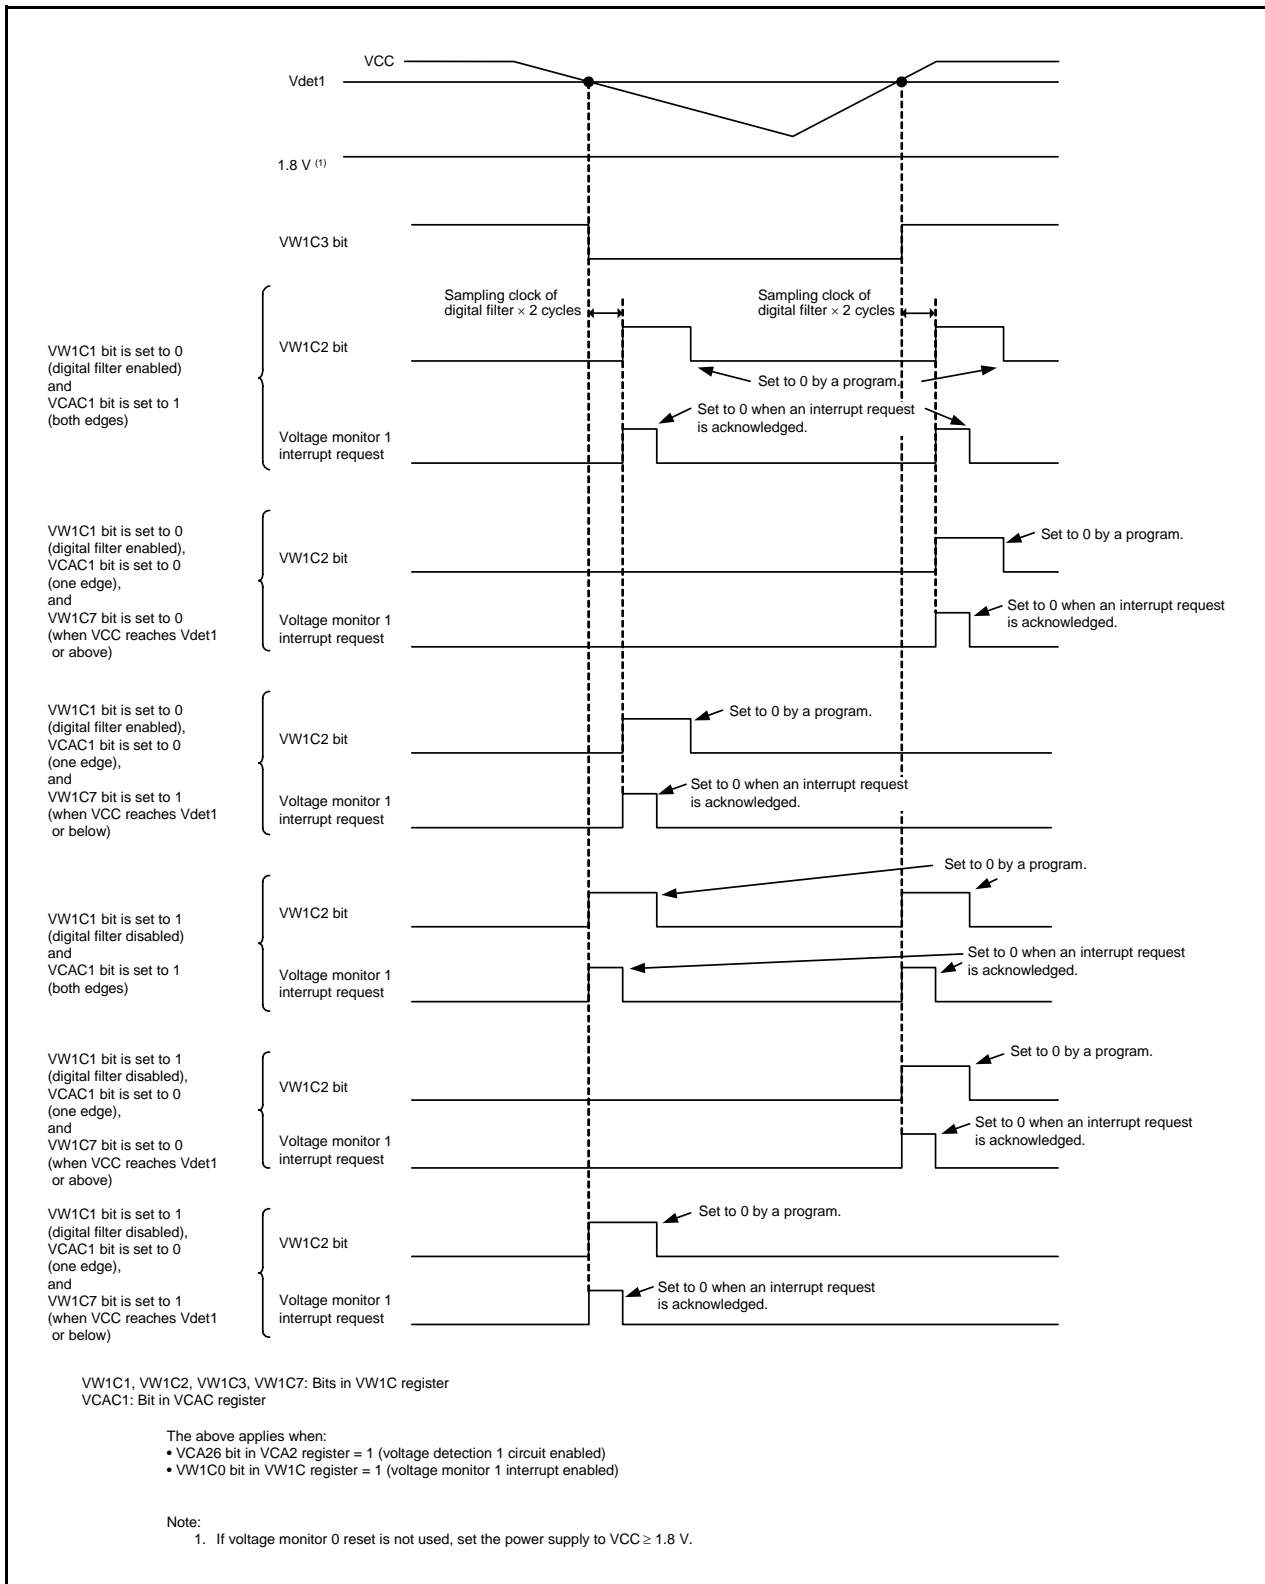 VCC
Vdet1
1.8 V (1)
VW1C3 bit
Sampling clock of
digital filter × 2 cycles
Sampling clock of
digital filter × 2 cycles
VW1C1 bit is set to 0
(digital filter enabled)
and
VCAC1 bit is set to 1
(both edges)
VW1C2 bit
Set to 0 by a program.
Set to 0 when an interrupt request
is acknowledged.
Voltage monitor 1
interrupt request
VW1C1 bit is set to 0
(digital filter enabled),
VCAC1 bit is set to 0
(one edge),
and
VW1C7 bit is set to 0
(when VCC reaches Vdet1
or above)
VW1C2 bit
Set to 0 by a program.
Voltage monitor 1
interrupt request
Set to 0 when an interrupt request
is acknowledged.
VW1C1 bit is set to 0
(digital filter enabled),
VCAC1 bit is set to 0
(one edge),
and
VW1C7 bit is set to 1
(when VCC reaches Vdet1
or below)
VW1C2 bit
Set to 0 by a program.
Voltage monitor 1
interrupt request
Set to 0 when an interrupt request
is acknowledged.
VW1C1 bit is set to 1
(digital filter disabled)
and
VCAC1 bit is set to 1
(both edges)
VW1C2 bit
Set to 0 by a program.
Voltage monitor 1
interrupt request
Set to 0 when an interrupt request
is acknowledged.
VW1C1 bit is set to 1
(digital filter disabled),
VCAC1 bit is set to 0
(one edge),
and
VW1C7 bit is set to 0
(when VCC reaches Vdet1
or above)
VW1C2 bit
Set to 0 by a program.
Voltage monitor 1
interrupt request
Set to 0 when an interrupt request
is acknowledged.
VW1C1 bit is set to 1
(digital filter disabled),
VCAC1 bit is set to 0
(one edge),
and
VW1C7 bit is set to 1
(when VCC reaches Vdet1
or below)
VW1C2 bit
Set to 0 by a program.
Voltage monitor 1
interrupt request
Set to 0 when an interrupt request
is acknowledged.
VW1C1, VW1C2, VW1C3, VW1C7: Bits in VW1C register
VCAC1: Bit in VCAC register
The above applies when:
• VCA26 bit in VCA2 register = 1 (voltage detection 1 circuit enabled)
• VW1C0 bit in VW1C register = 1 (voltage monitor 1 interrupt enabled)
Note:
1. If voltage monitor 0 reset is not used, set the power supply to VCC ≥ 1.8 V.